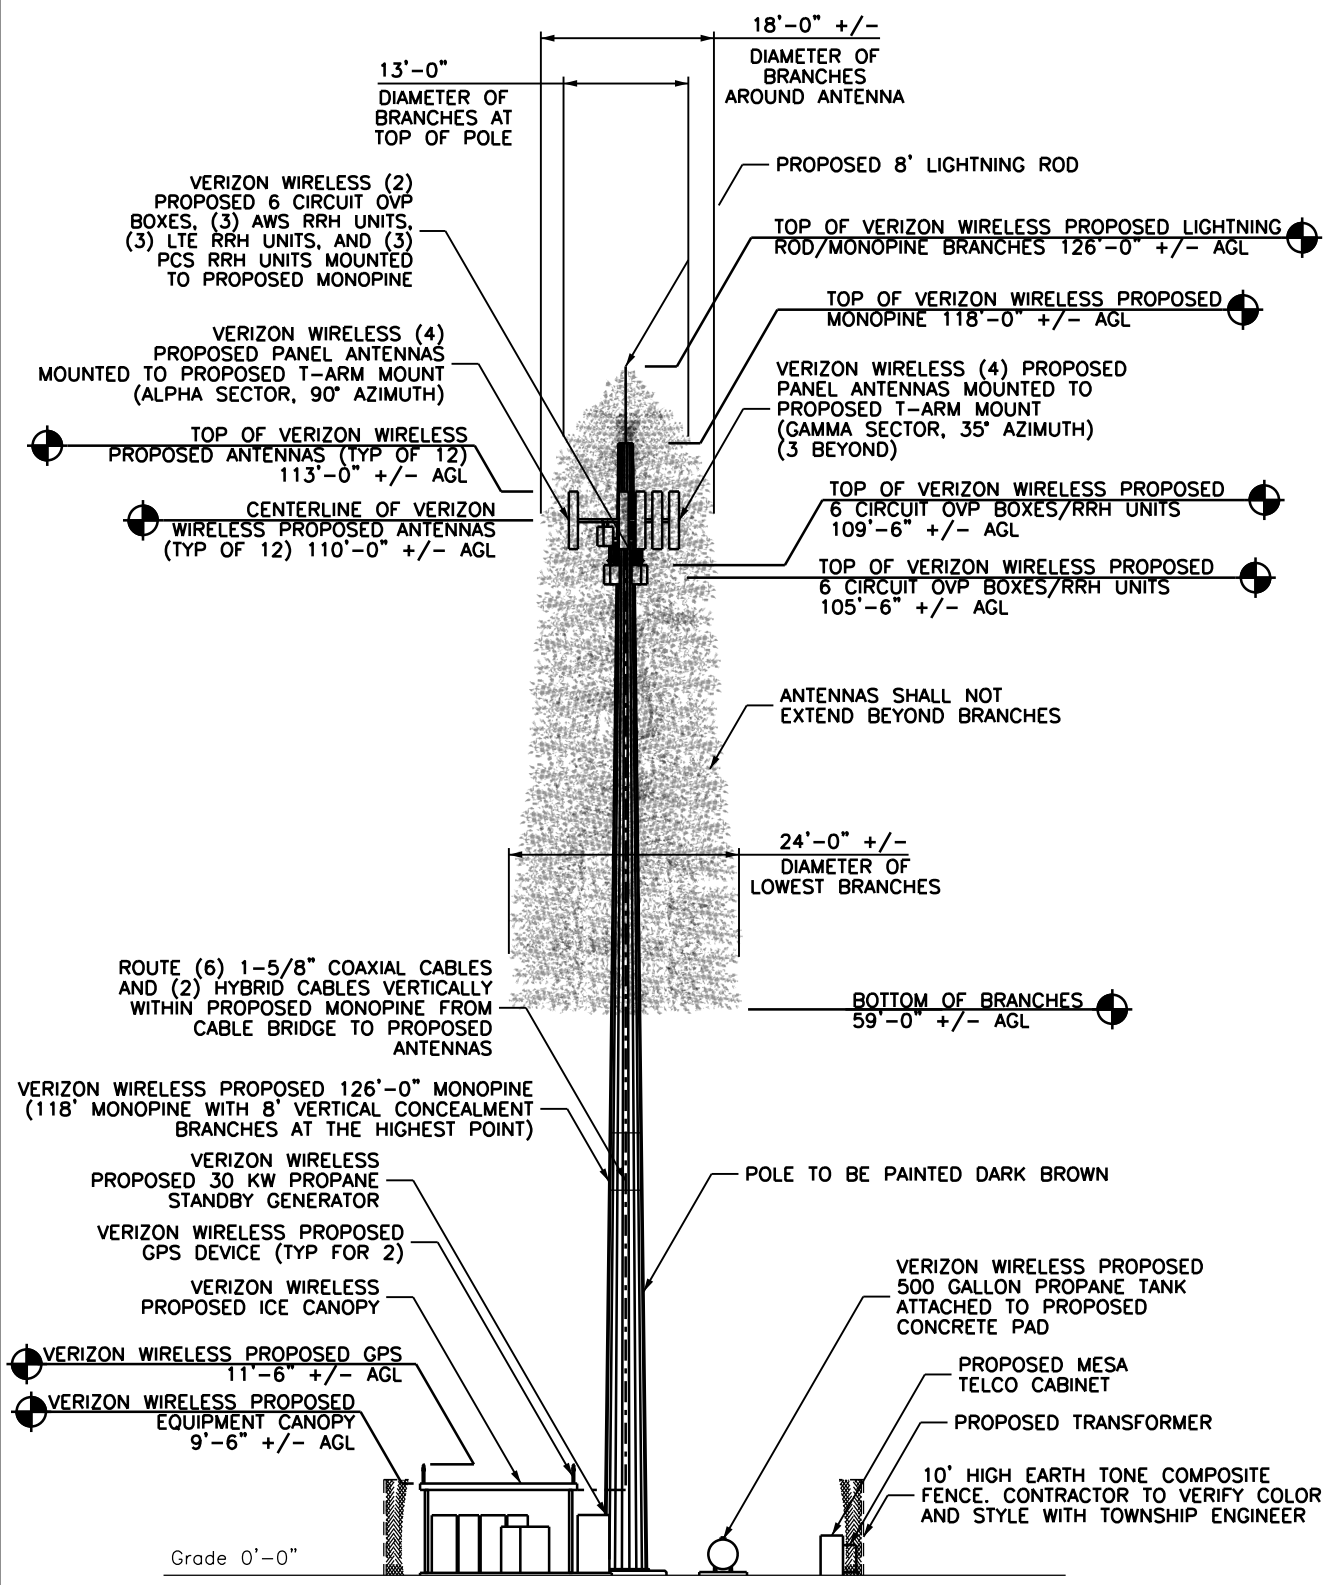 18'-0" +/-
DIAMETER OF
BRANCHES
AROUND ANTENNA
13'-0"
DIAMETER OF
BRANCHES AT
TOP OF POLE
PROPOSED 8' LIGHTNING ROD
VERIZON WIRELESS (2)
PROPOSED 6 CIRCUIT OVP
BOXES, (3) AWS RRH UNITS,
(3) LTE RRH UNITS, AND (3)
PCS RRH UNITS MOUNTED
TO PROPOSED MONOPINE
TOP OF VERIZON WIRELESS PROPOSED LIGHTNING
ROD/MONOPINE BRANCHES 126'-0" +/- AGL
TOP OF VERIZON WIRELESS PROPOSED
MONOPINE 118'-0" +/- AGL
VERIZON WIRELESS (4)
PROPOSED PANEL ANTENNAS
MOUNTED TO PROPOSED T-ARM MOUNT
(ALPHA SECTOR, 90° AZIMUTH)
VERIZON WIRELESS (4) PROPOSED
PANEL ANTENNAS MOUNTED TO
PROPOSED T-ARM MOUNT
(GAMMA SECTOR, 35° AZIMUTH)
(3 BEYOND)
TOP OF VERIZON WIRELESS
PROPOSED ANTENNAS (TYP OF 12)
113'-0" +/- AGL
CENTERLINE OF VERIZON
WIRELESS PROPOSED ANTENNAS
(TYP OF 12) 110'-0" +/- AGL
TOP OF VERIZON WIRELESS PROPOSED
6 CIRCUIT OVP BOXES/RRH UNITS
109'-6" +/- AGL
TOP OF VERIZON WIRELESS PROPOSED
6 CIRCUIT OVP BOXES/RRH UNITS
105'-6" +/- AGL
ANTENNAS SHALL NOT
EXTEND BEYOND BRANCHES
24'-0" +/-
DIAMETER OF
LOWEST BRANCHES
ROUTE (6) 1-5/8" COAXIAL CABLES
AND (2) HYBRID CABLES VERTICALLY
WITHIN PROPOSED MONOPINE FROM
CABLE BRIDGE TO PROPOSED
ANTENNAS
BOTTOM OF BRANCHES
59'-0" +/- AGL
VERIZON WIRELESS PROPOSED 126'-0" MONOPINE
(118' MONOPINE WITH 8' VERTICAL CONCEALMENT
BRANCHES AT THE HIGHEST POINT)
VERIZON WIRELESS
PROPOSED 30 KW PROPANE
STANDBY GENERATOR
POLE TO BE PAINTED DARK BROWN
VERIZON WIRELESS PROPOSED
GPS DEVICE (TYP FOR 2)
VERIZON WIRELESS
PROPOSED ICE CANOPY
VERIZON WIRELESS PROPOSED
500 GALLON PROPANE TANK
ATTACHED TO PROPOSED
CONCRETE PAD
VERIZON WIRELESS PROPOSED GPS
11'-6" +/- AGL
VERIZON WIRELESS PROPOSED
EQUIPMENT CANOPY
9'-6" +/- AGL
PROPOSED MESA
TELCO CABINET
PROPOSED TRANSFORMER
10' HIGH EARTH TONE COMPOSITE
FENCE. CONTRACTOR TO VERIFY COLOR
AND STYLE WITH TOWNSHIP ENGINEER
Grade 0'-0"